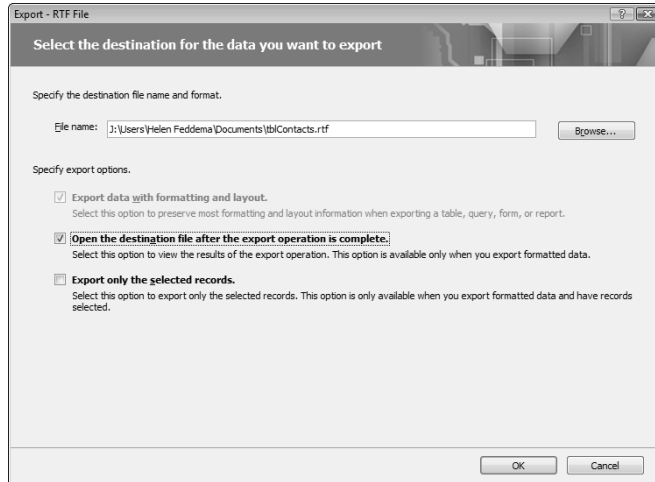 Export - RTF File
Select the destination for the data you want to export
Specify the destination file name and format.
File name: J:\Users\Helen Feddema\Documents\tblContacts.rtf Browse...
Specify export options.
Export data with formatting and layout.
Select this option to preserve most formatting and layout information when exporting a table, query, form, or report.
Open the destination file after the export operation is complete.
Select this option to view the results of the export operation. This option is available only when you export formatted data.
Export only the selected records.
Select this option to export only the selected records. This option is only available when you export formatted data and have records
selected.
OK Cancel